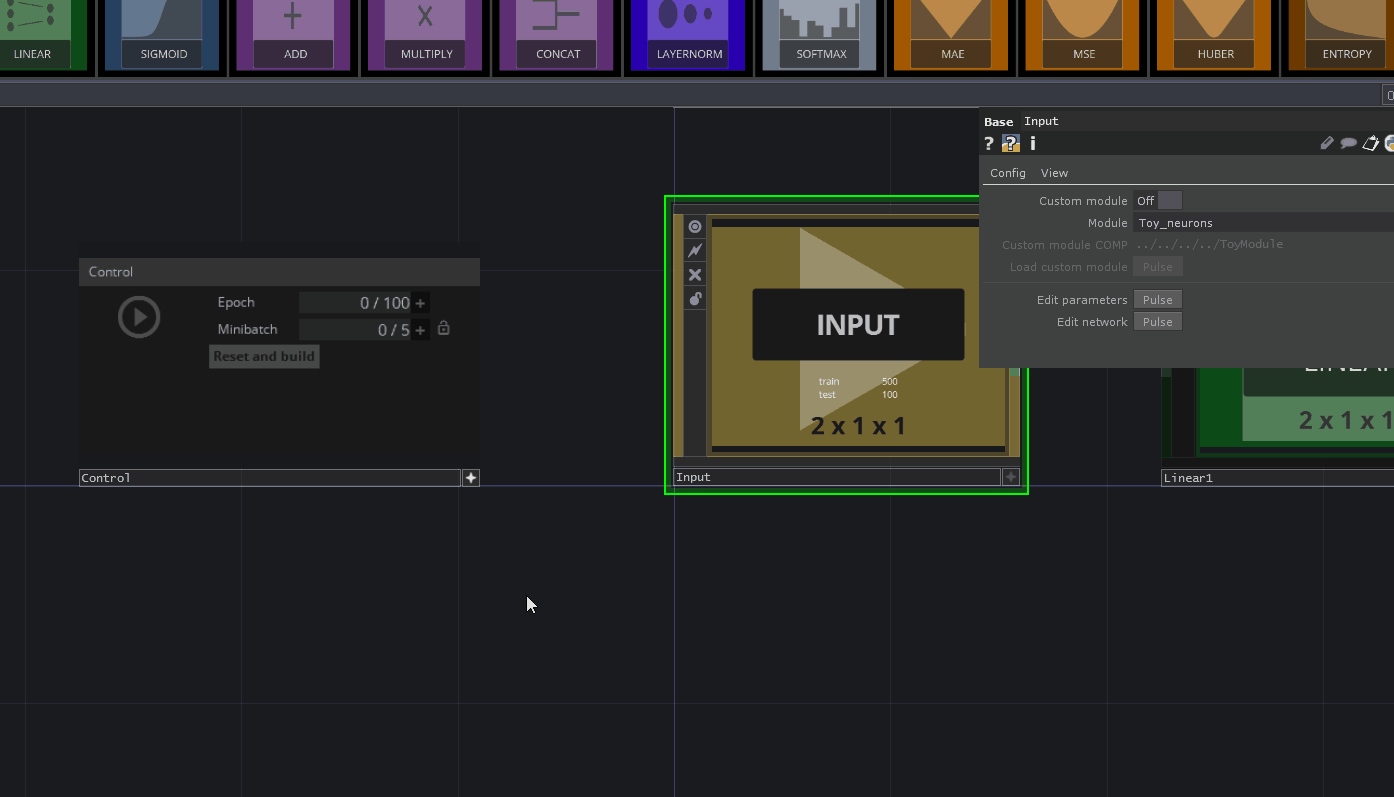 LINEAR
SIGMOID
ADD
MULTIPLY
CONCAT
LAYERNORM
SOFTMAX
MAE
MSE
HUBER
ENTROPY
Base Input
? ? i
Config View
Custom module Off
Module Toy_neurons
Custom module COMP ../../../../ToyModule
Load custom module Pulse
Edit parameters Pulse
Edit network Pulse
Control
Epoch 0 / 100 +
Minibatch 0 / 5 +
Reset and build
Control
INPUT
train 500
test 100
2 x 1 x 1
Input
2 x 1 x 1
Linear1